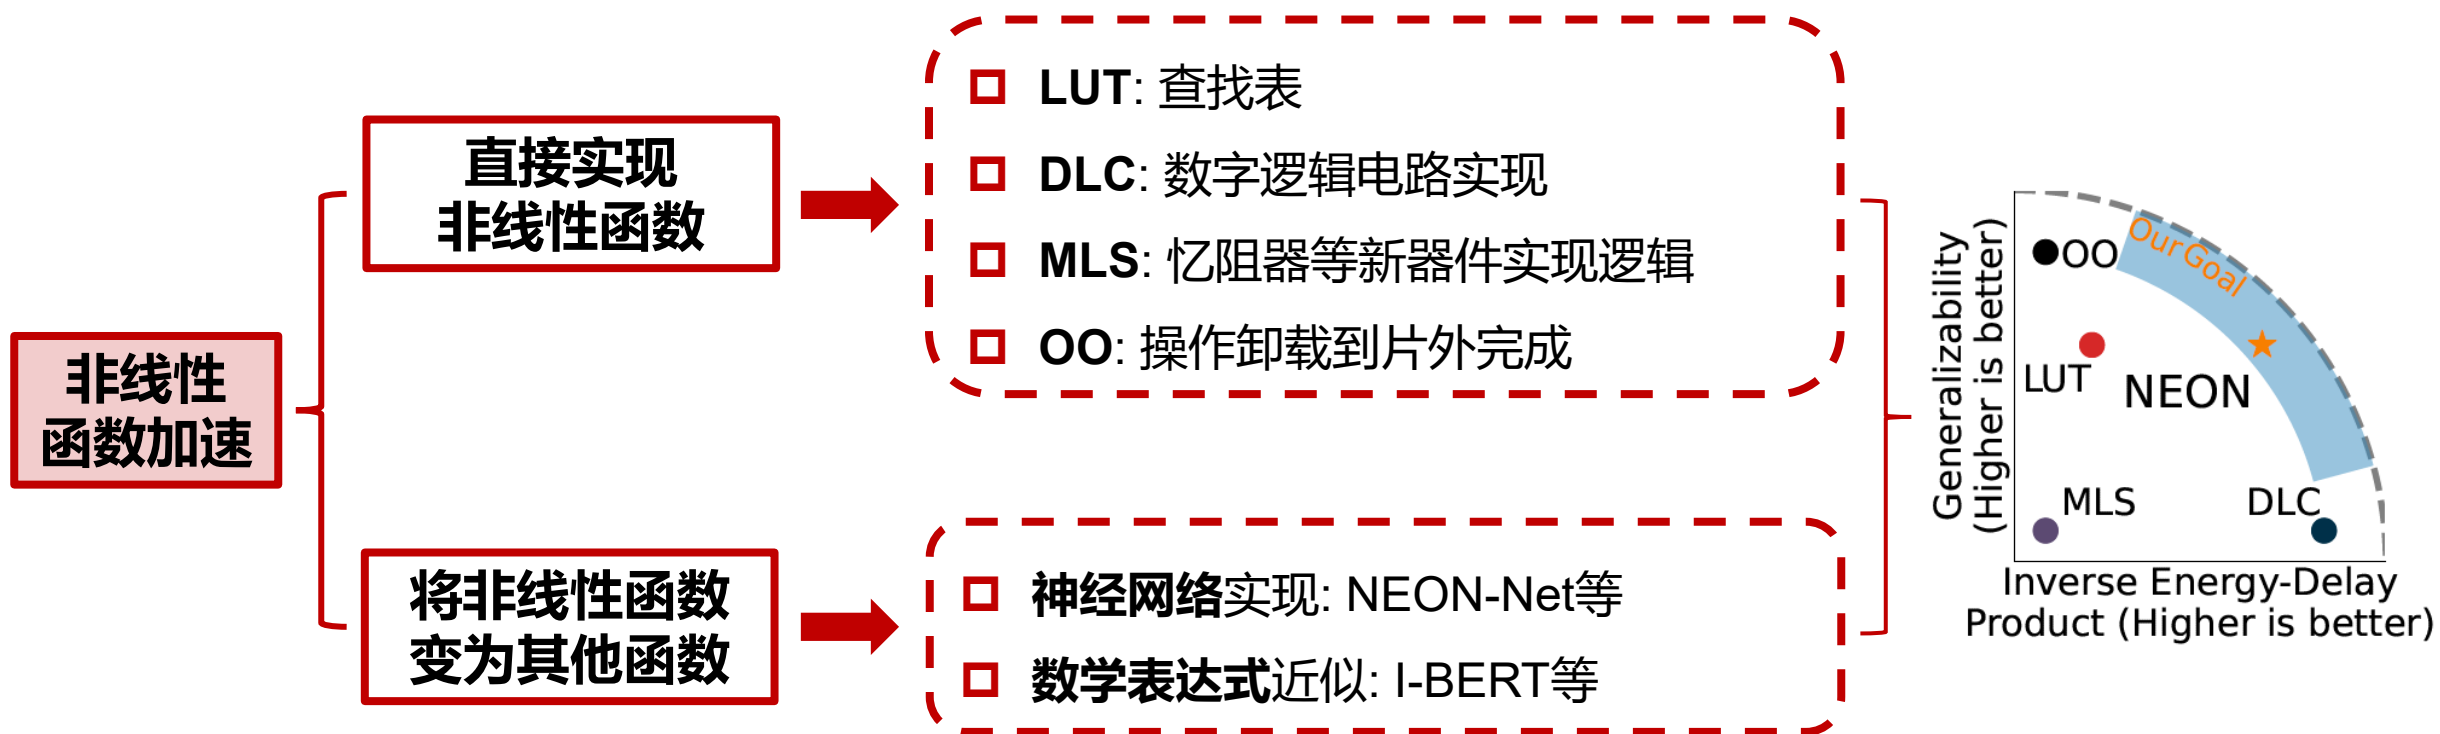 非线性
函数加速
直接实现
非线性函数
将非线性函数
变为其他函数
LUT: 查找表
DLC: 数字逻辑电路实现
MLS: 忆阻器等新器件实现逻辑
OO: 操作卸载到片外完成
神经网络实现: NEON-Net等
数学表达式近似: I-BERT等
Generalizability
(Higher is better)
OO
Our Goal
LUT
NEON
MLS
DLC
Inverse Energy-Delay
Product (Higher is better)